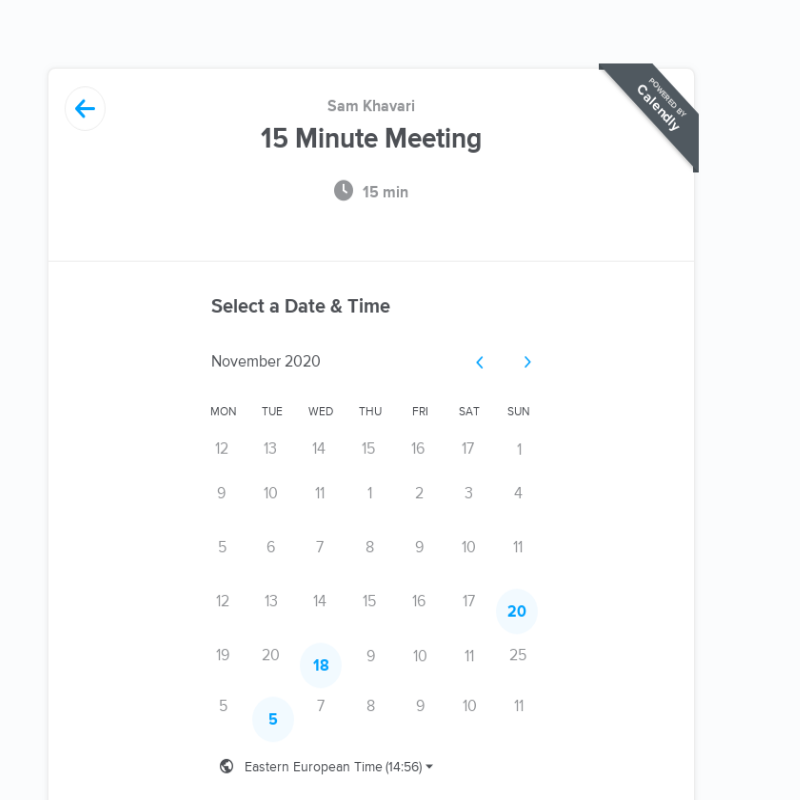 POWERED BY
Calendly
Sam Khavari
15 Minute Meeting
15 min
Select a Date & Time
November 2020
MON TUE WED THU FRI SAT SUN
12 13 14 15 16 17 1
9 10 11 1 2 3 4
5 6 7 8 9 10 11
12 13 14 15 16 17 20
19 20 18 9 10 11 25
5 5 7 8 9 10 11
Eastern European Time (14:56)